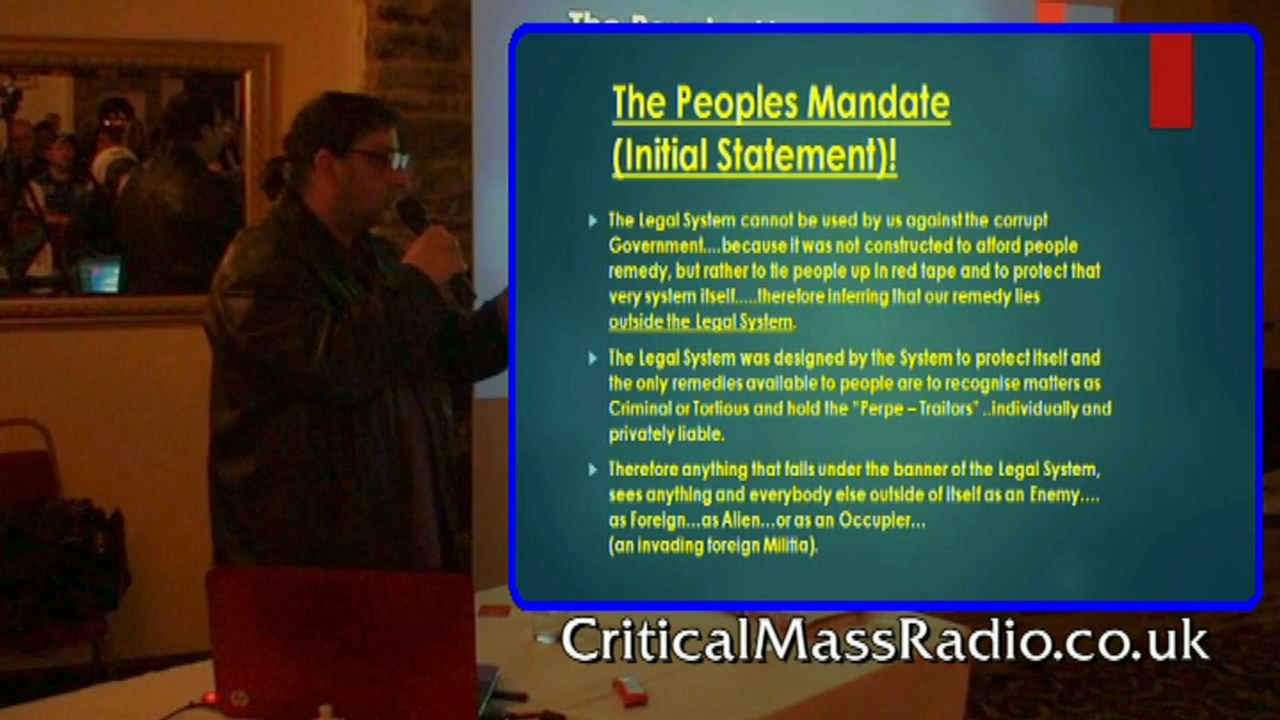 The Peoples Mandate
(Initial Statement)!
The Legal System cannot be used by us against the corrupt
Government....because it was not constructed to afford people
remedy, but rather to tie people up in red tape and to protect that
very system itself.....therefore inferring that our remedy lies
outside the Legal System.
The Legal System was designed by the System to protect itself and
the only remedies available to people are to recognise matters as
Criminal or Tortious and hold the "Perpe – Traitors" ..individually and
privately liable.
Therefore anything that falls under the banner of the Legal System,
sees anything and everybody else outside of itself as an Enemy....
as Foreign...as Alien...or as an Occupier...
(an invading foreign Militia).
CriticalMassRadio.co.uk
hp